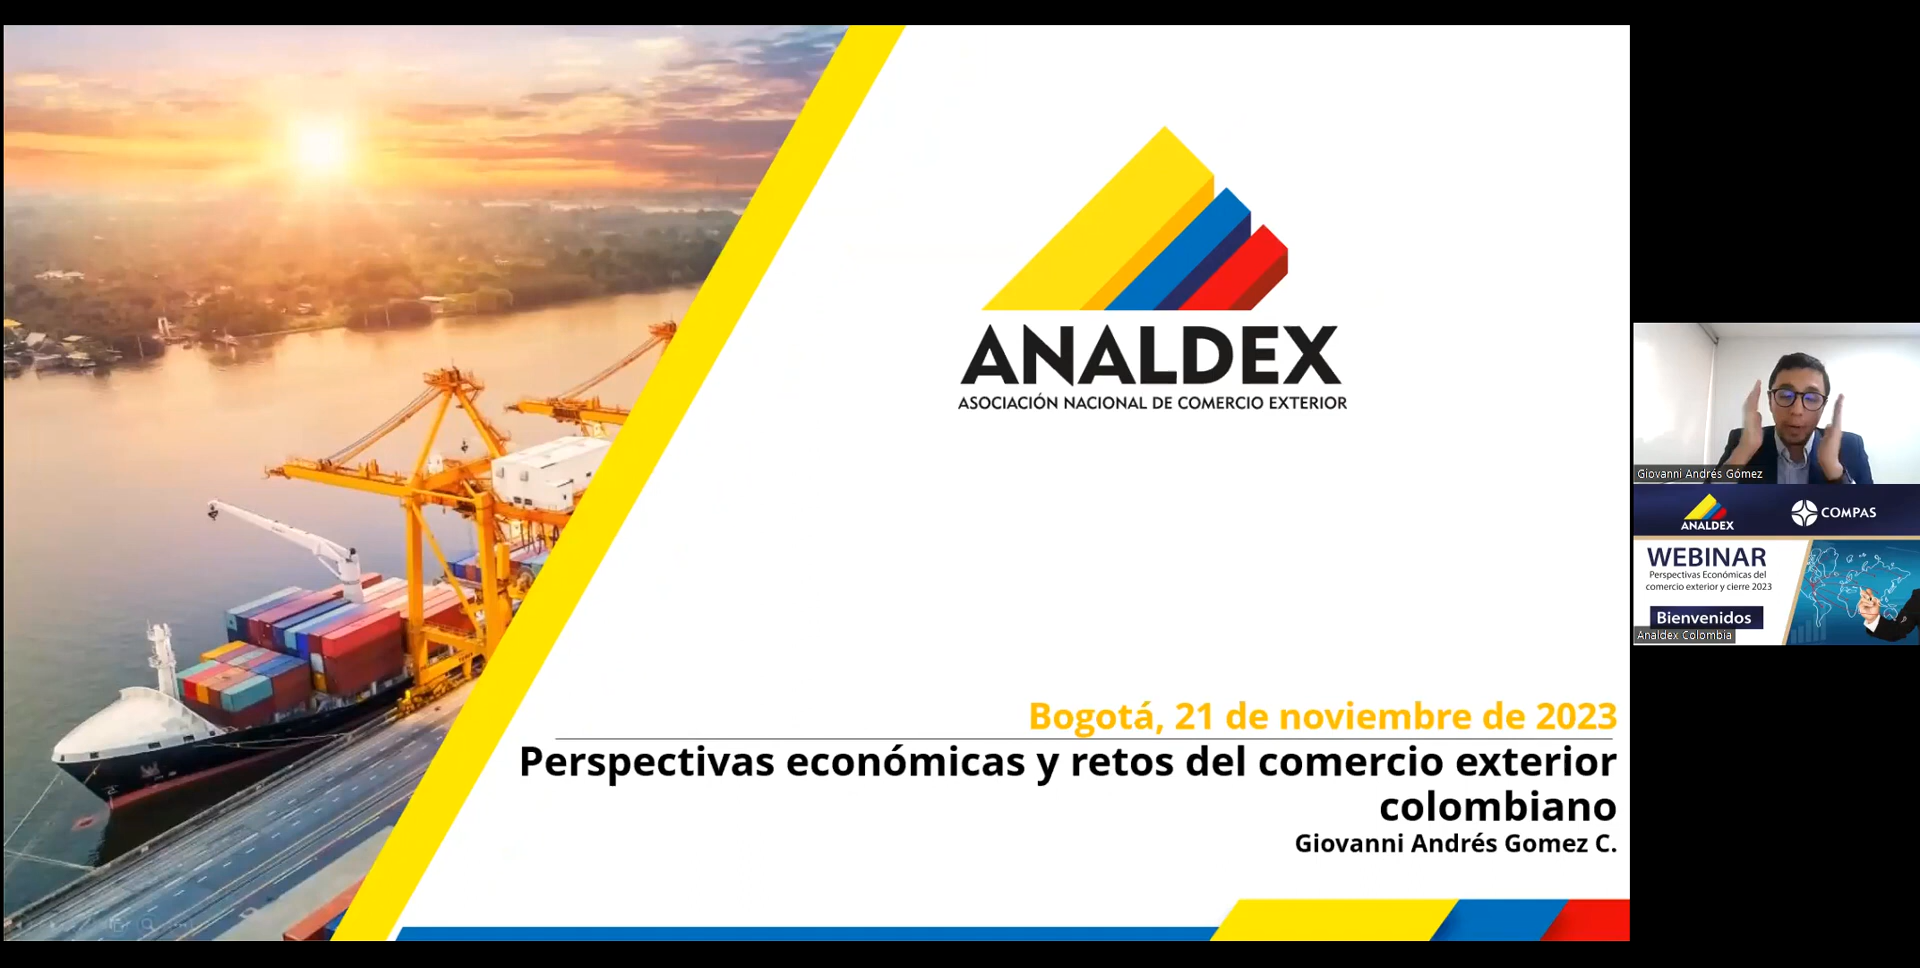 ANALDEX
ASOCIACIÓN NACIONAL DE COMERCIO EXTERIOR
Bogotá, 21 de noviembre de 2023
Perspectivas económicas y retos del comercio exterior
colombiano
Giovanni Andrés Gomez C.
Giovanni Andrés Gómez
ANALDEX
COMPAS
WEBINAR
Perspectivas Económicas del
comercio exterior y cierre 2023
Bienvenidos
Analdex Colombia